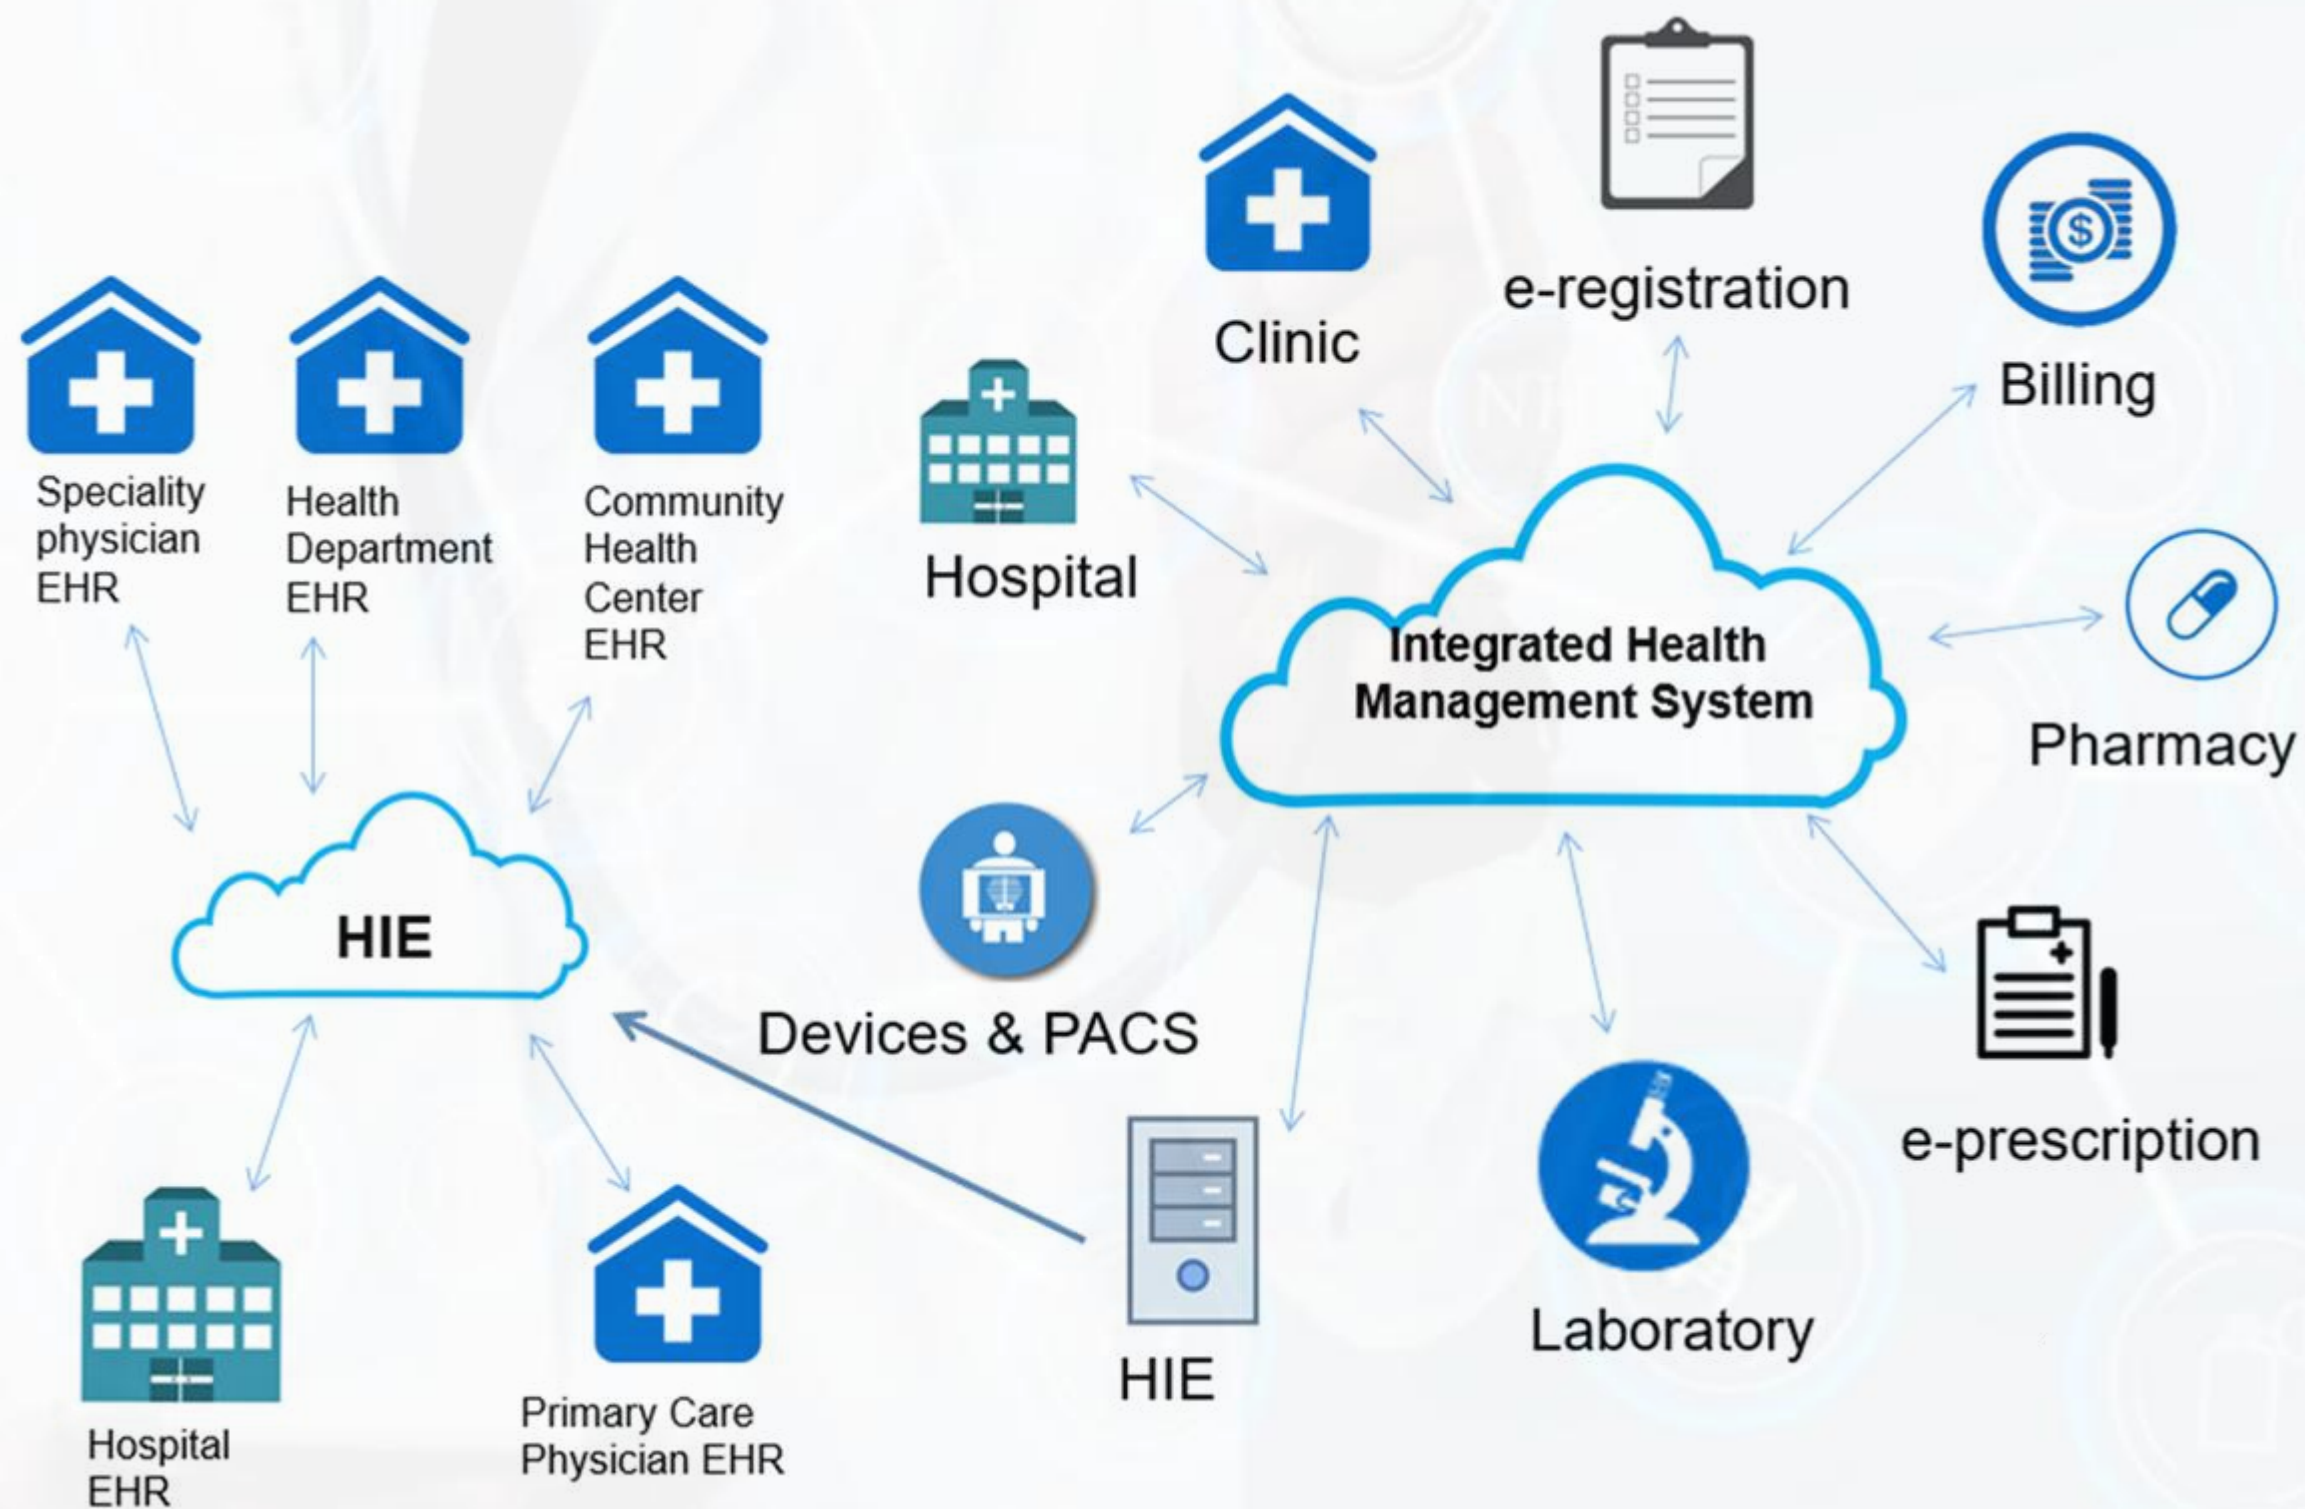 e-registration
Clinic
Billing
Speciality
physician
EHR
Health
Department
EHR
Community
Health
Center
EHR
Hospital
Integrated Health
Management System
Pharmacy
HIE
Devices & PACS
e-prescription
Laboratory
HIE
Primary Care
Physician EHR
Hospital
EHR
$